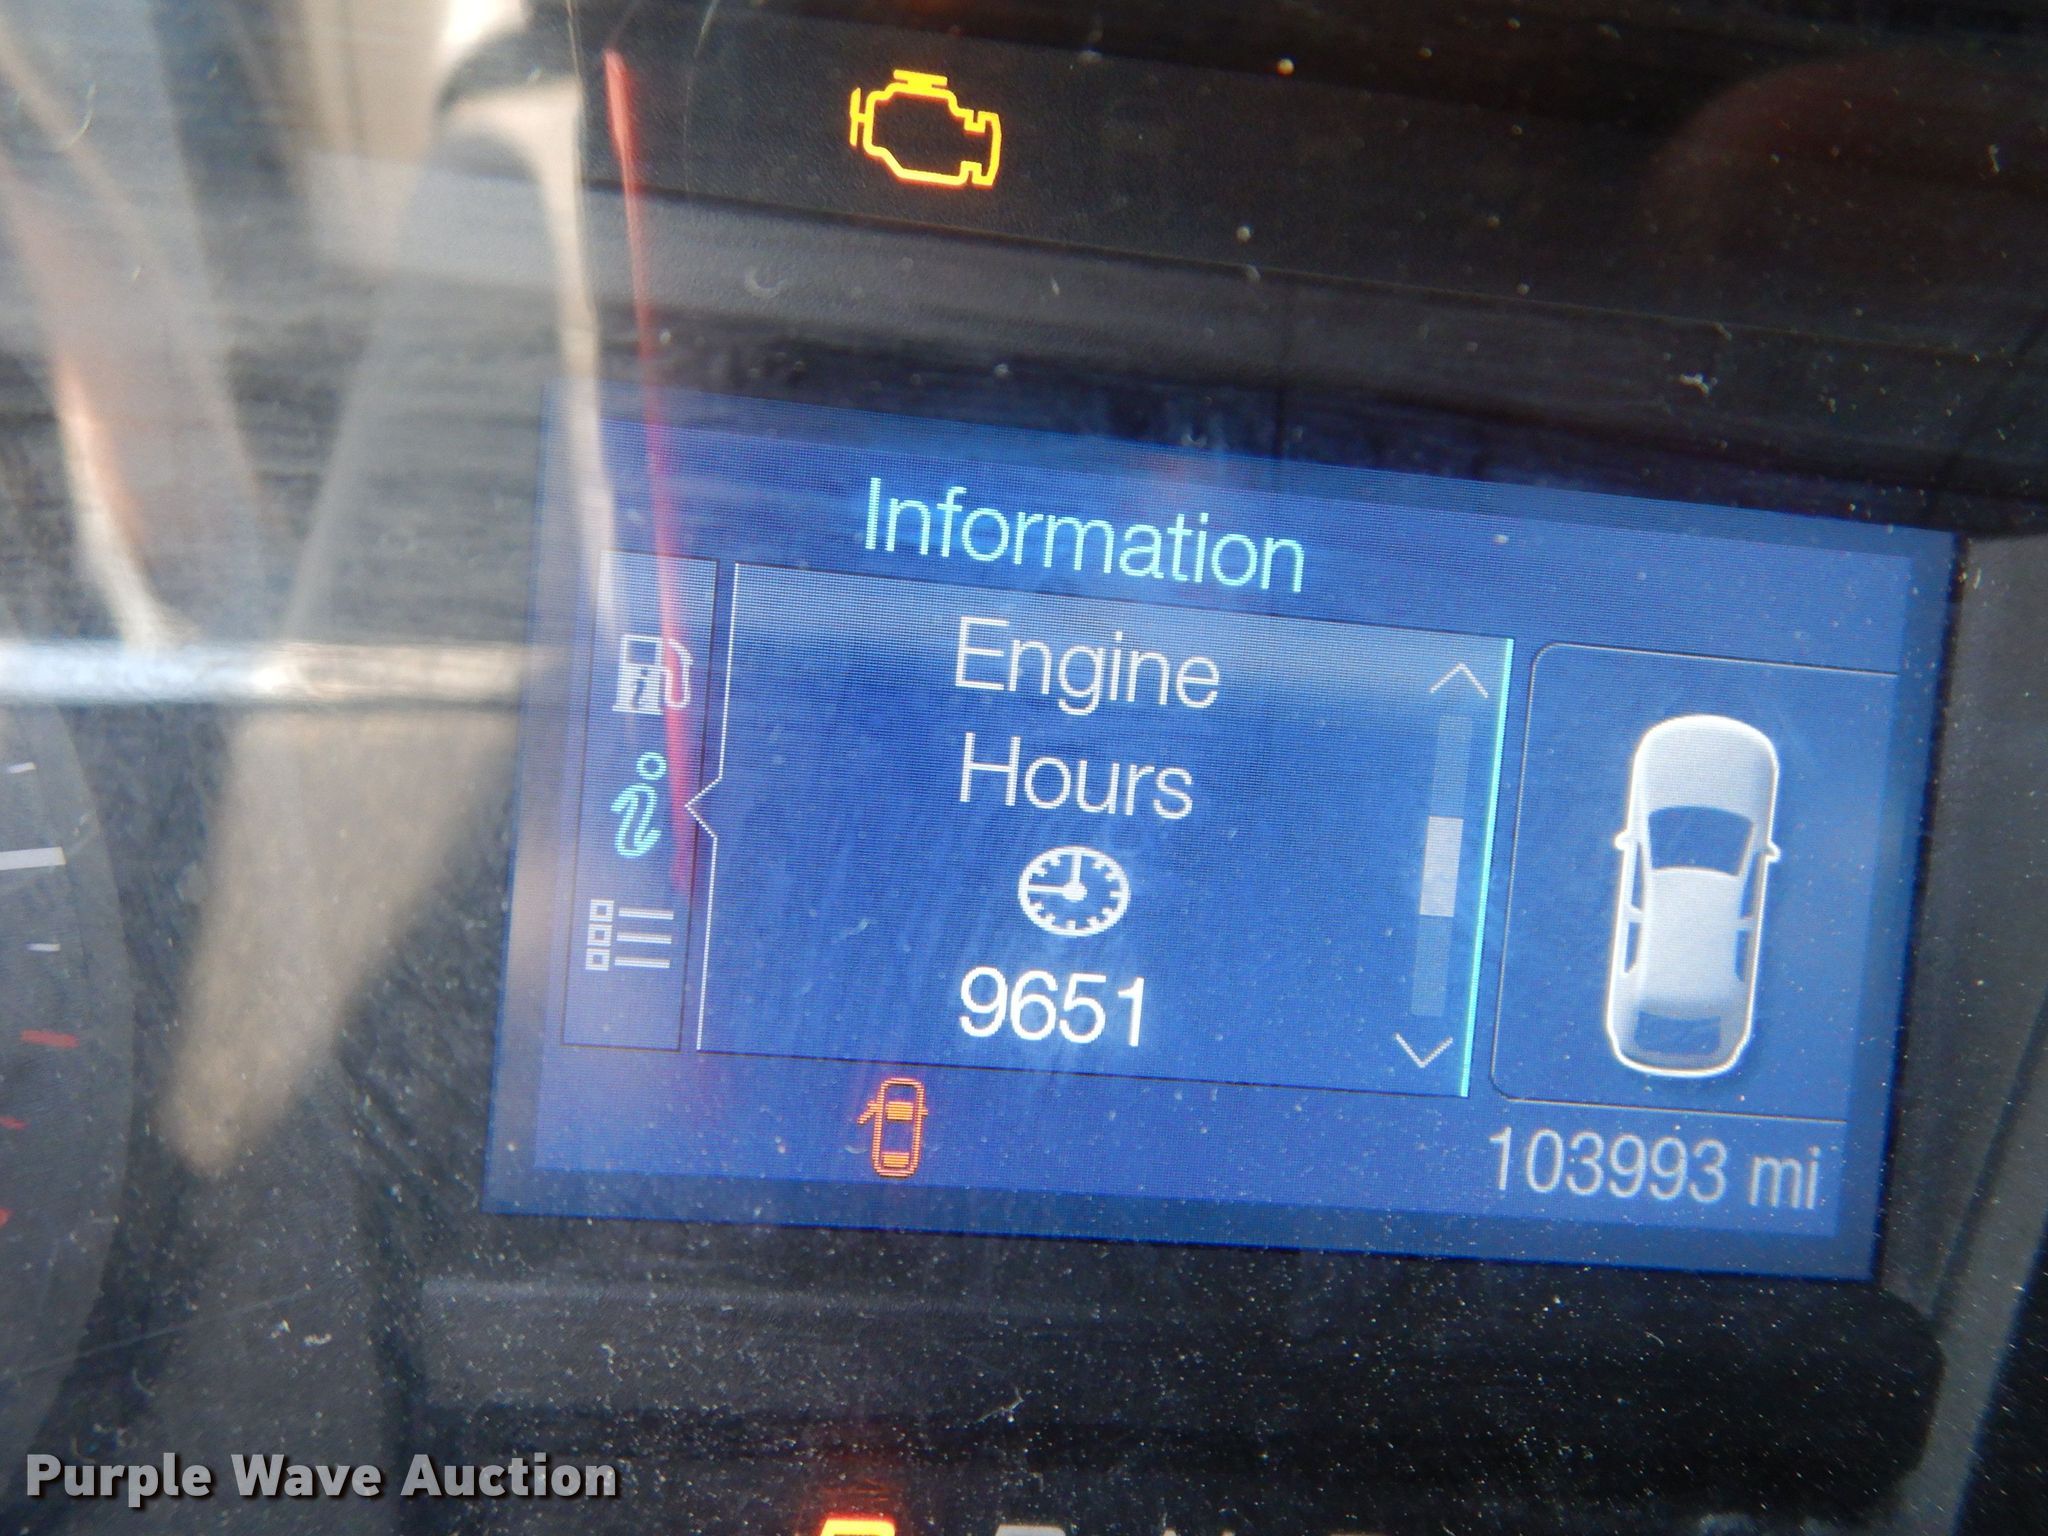 Information
Engine
Hours
9651
103993 mi
Purple Wave Auction